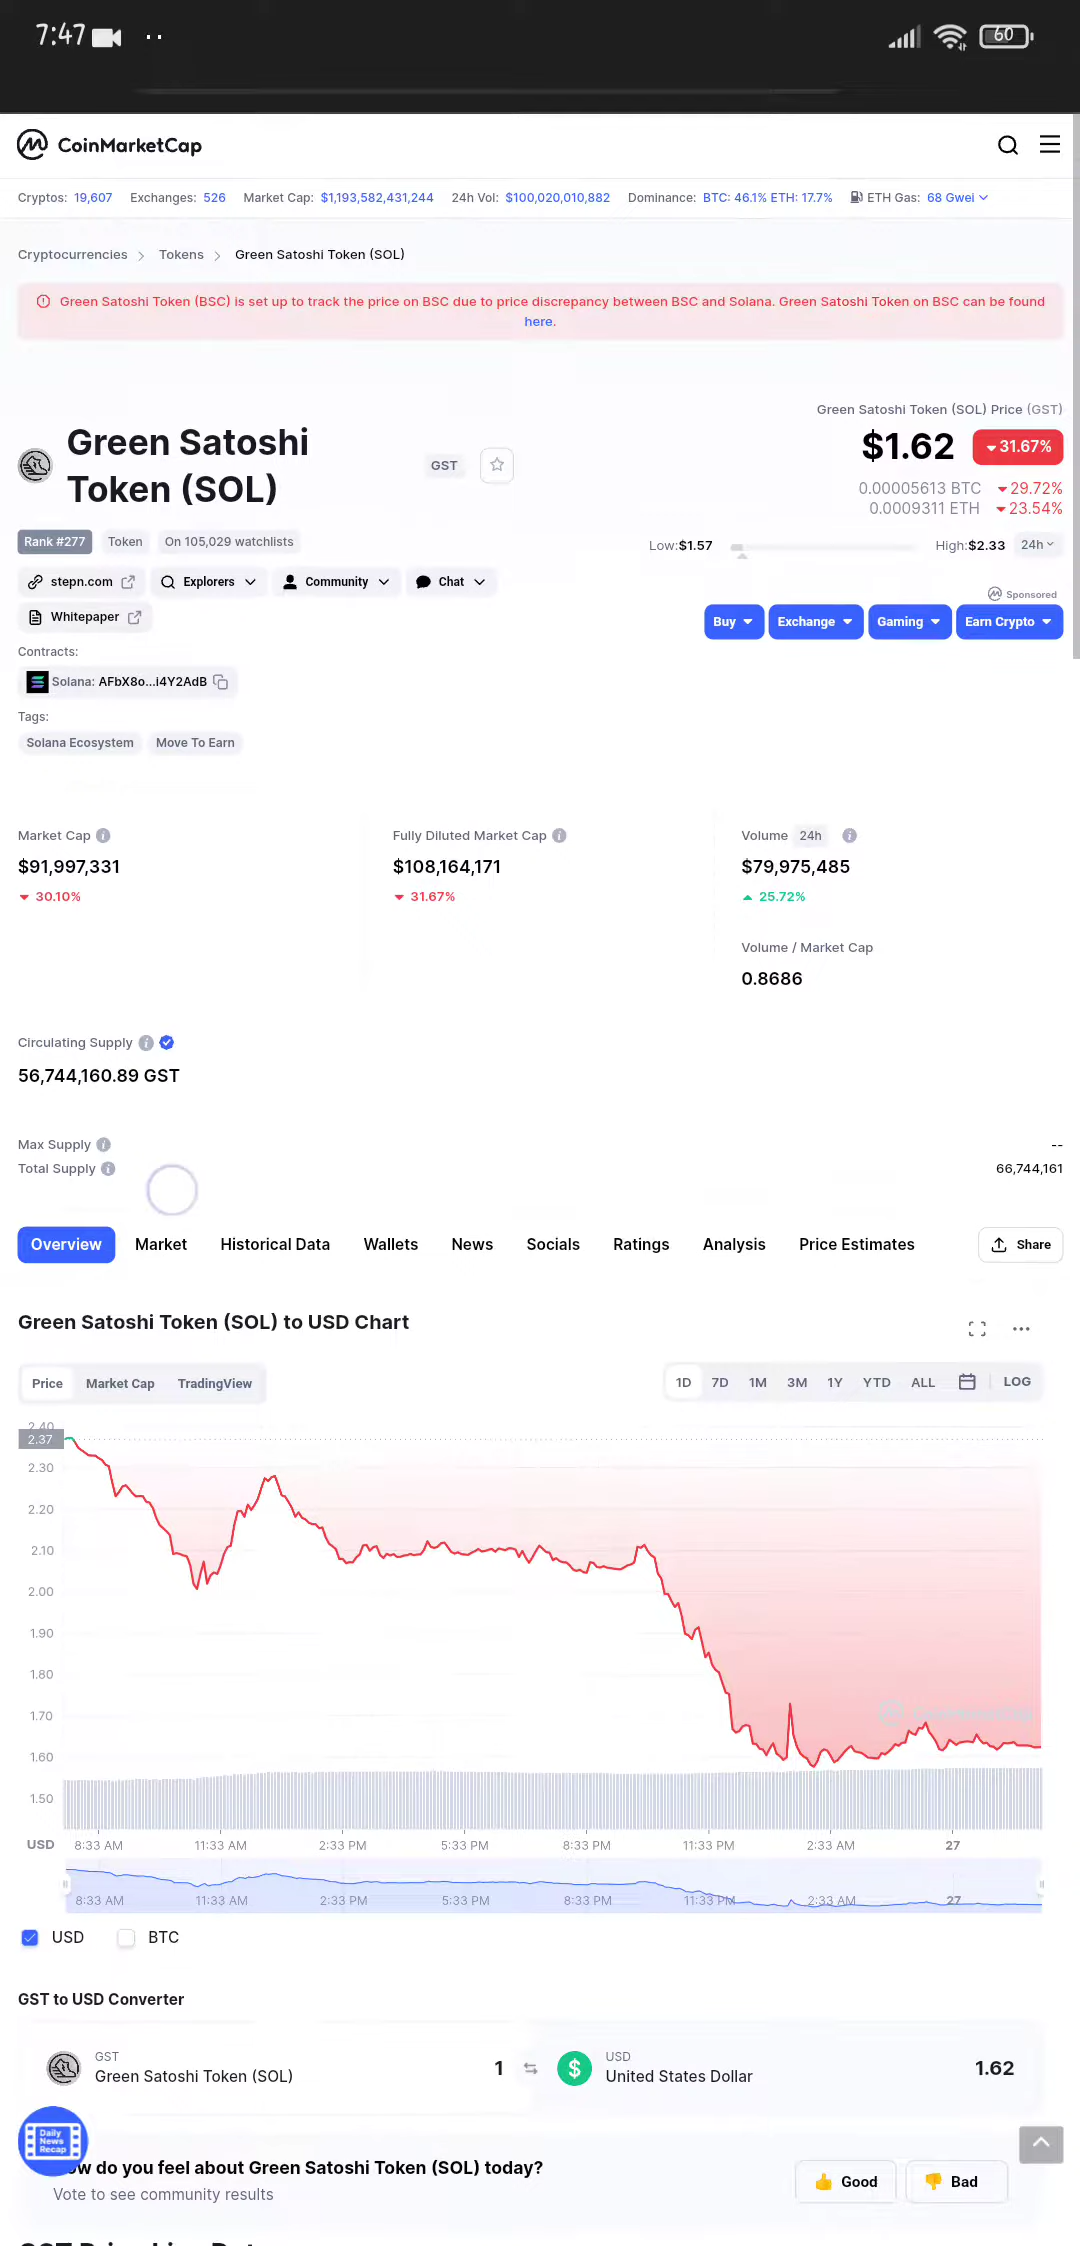 7:47
60
CoinMarketCap
Cryptos: 19,607 Exchanges: 526 Market Cap: $1,193,582,431,244 24h Vol: $100,020,010,882 Dominance: BTC: 46.1% ETH: 17.7% ETH Gas: 68 Gwei
Cryptocurrencies Tokens Green Satoshi Token (SOL)
Green Satoshi Token (BSC) is set up to track the price on BSC due to price discrepancy between BSC and Solana. Green Satoshi Token on BSC can be found
here.
Green Satoshi Token (SOL) Price (GST)
Green Satoshi
Token (SOL)
GST
$1.62 31.67%
0.00005613 BTC 29.72%
0.0009311 ETH 23.54%
Rank #277 Token On 105,029 watchlists
Low:$1.57 High:$2.33 24h
stepn.com Explorers Community Chat
Sponsored
Whitepaper
Buy Exchange Gaming Earn Crypto
Contracts:
Solana: AFbX8o...i4Y2AdB
Tags:
Solana Ecosystem Move To Earn
Market Cap Fully Diluted Market Cap Volume 24h
$91,997,331 $108,164,171 $79,975,485
30.10% 31.67% 25.72%
Volume / Market Cap
0.8686
Circulating Supply
56,744,160.89 GST
Max Supply --
Total Supply 66,744,161
Overview Market Historical Data Wallets News Socials Ratings Analysis Price Estimates Share
Green Satoshi Token (SOL) to USD Chart
Price Market Cap TradingView 1D 7D 1M 3M 1Y YTD ALL LOG
2.40
2.37
2.30
2.20
2.10
2.00
1.90
1.80
1.70
CoinMarketCap
1.60
1.50
USD 8:33 AM 11:33 AM 2:33 PM 5:33 PM 8:33 PM 11:33 PM 2:33 AM 27
8:33 AM 11:33 AM 2:33 PM 5:33 PM 8:33 PM 11:33 PM 2:33 AM 27
USD BTC
GST to USD Converter
GST
Green Satoshi Token (SOL)
1
USD
United States Dollar
1.62
Daily
News
Recap
ow do you feel about Green Satoshi Token (SOL) today?
Vote to see community results
Good Bad